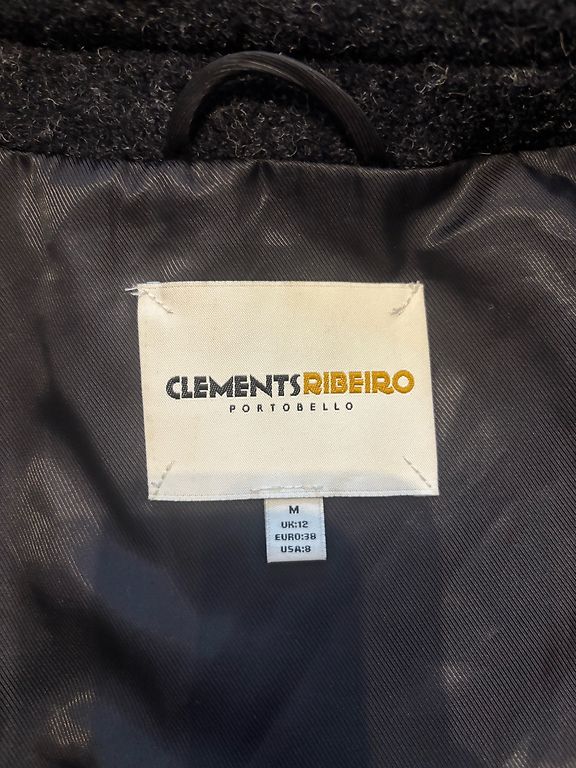 CLEMENTSRIBEIRO
PORTOBELLO
M
UK:12
EURO:38
USA:8